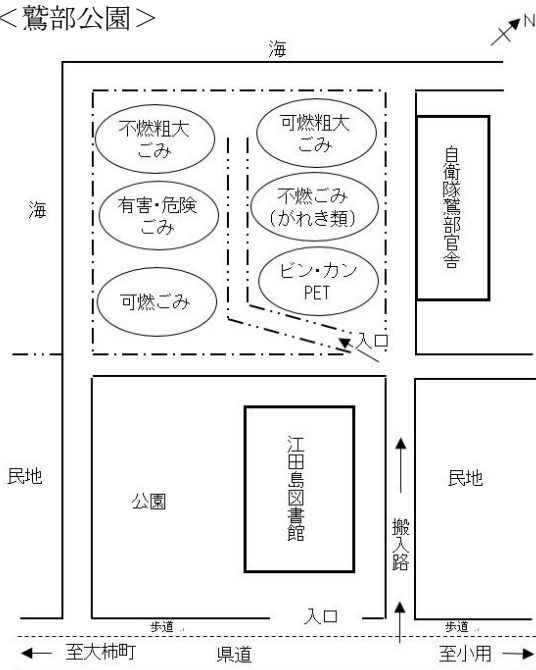 ＜鷲部公園＞
N
海
不燃粗大
ごみ
可燃粗大
ごみ
自衛隊鷲部官舎
海
有害・危険
ごみ
不燃ごみ
(がれき類)
可燃ごみ
ビン・カン
PET
入口
民地
公園
江田島図書館
搬入路
民地
入口
歩道
歩道
至大柿町
県道
至小用